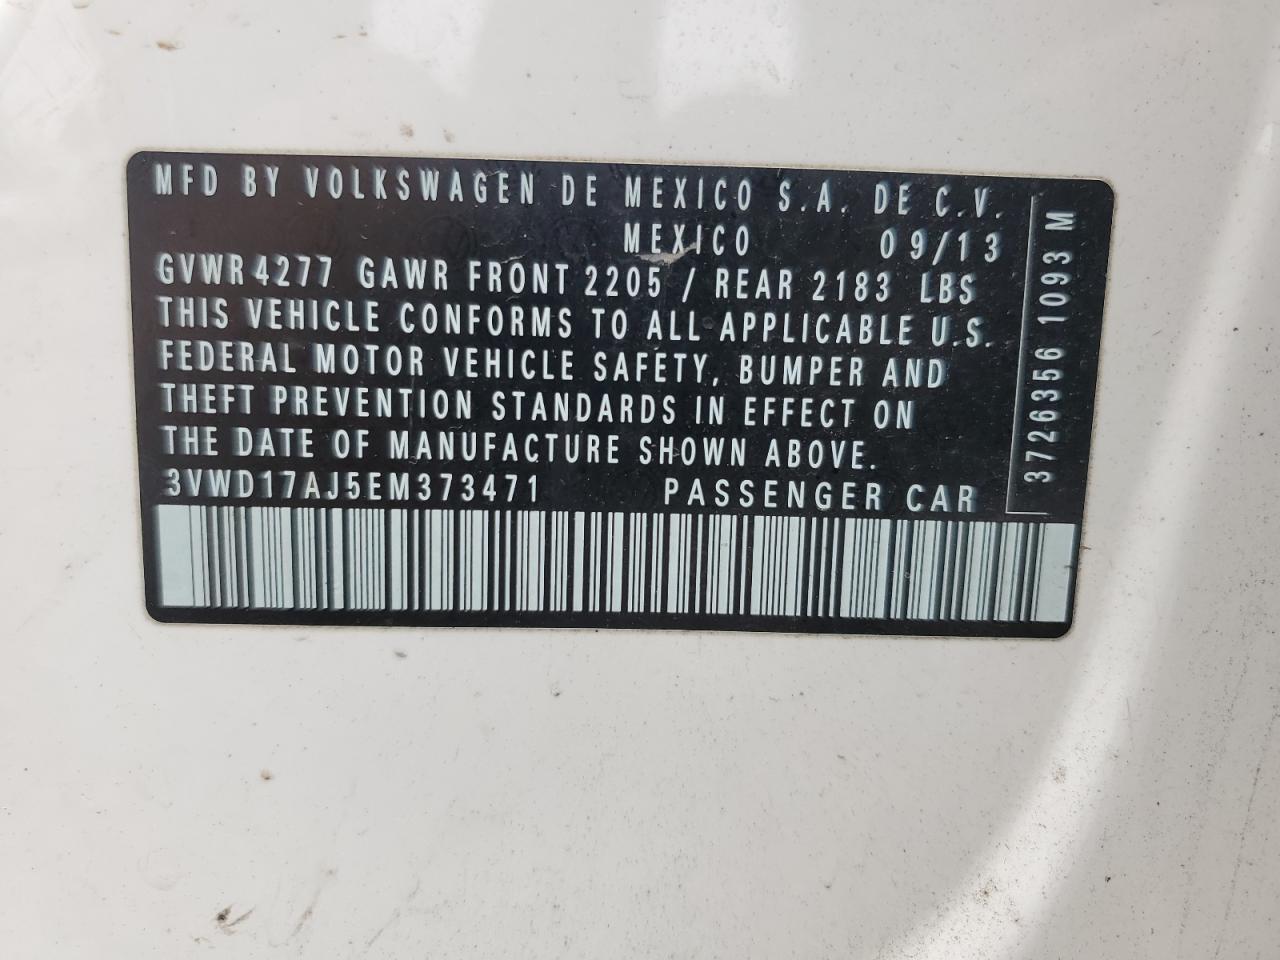 MFD BY VOLKSWAGEN DE MEXICO S.A. DE C.V.
MEXICO 09/13
GVWR 4277 GAWR FRONT 2205 / REAR 2183 LBS
THIS VEHICLE CONFORMS TO ALL APPLICABLE U.S.
FEDERAL MOTOR VEHICLE SAFETY, BUMPER AND
THEFT PREVENTION STANDARDS IN EFFECT ON
THE DATE OF MANUFACTURE SHOWN ABOVE.
3VWD17AJ5EM373471 PASSENGER CAR
3726356 1093 M